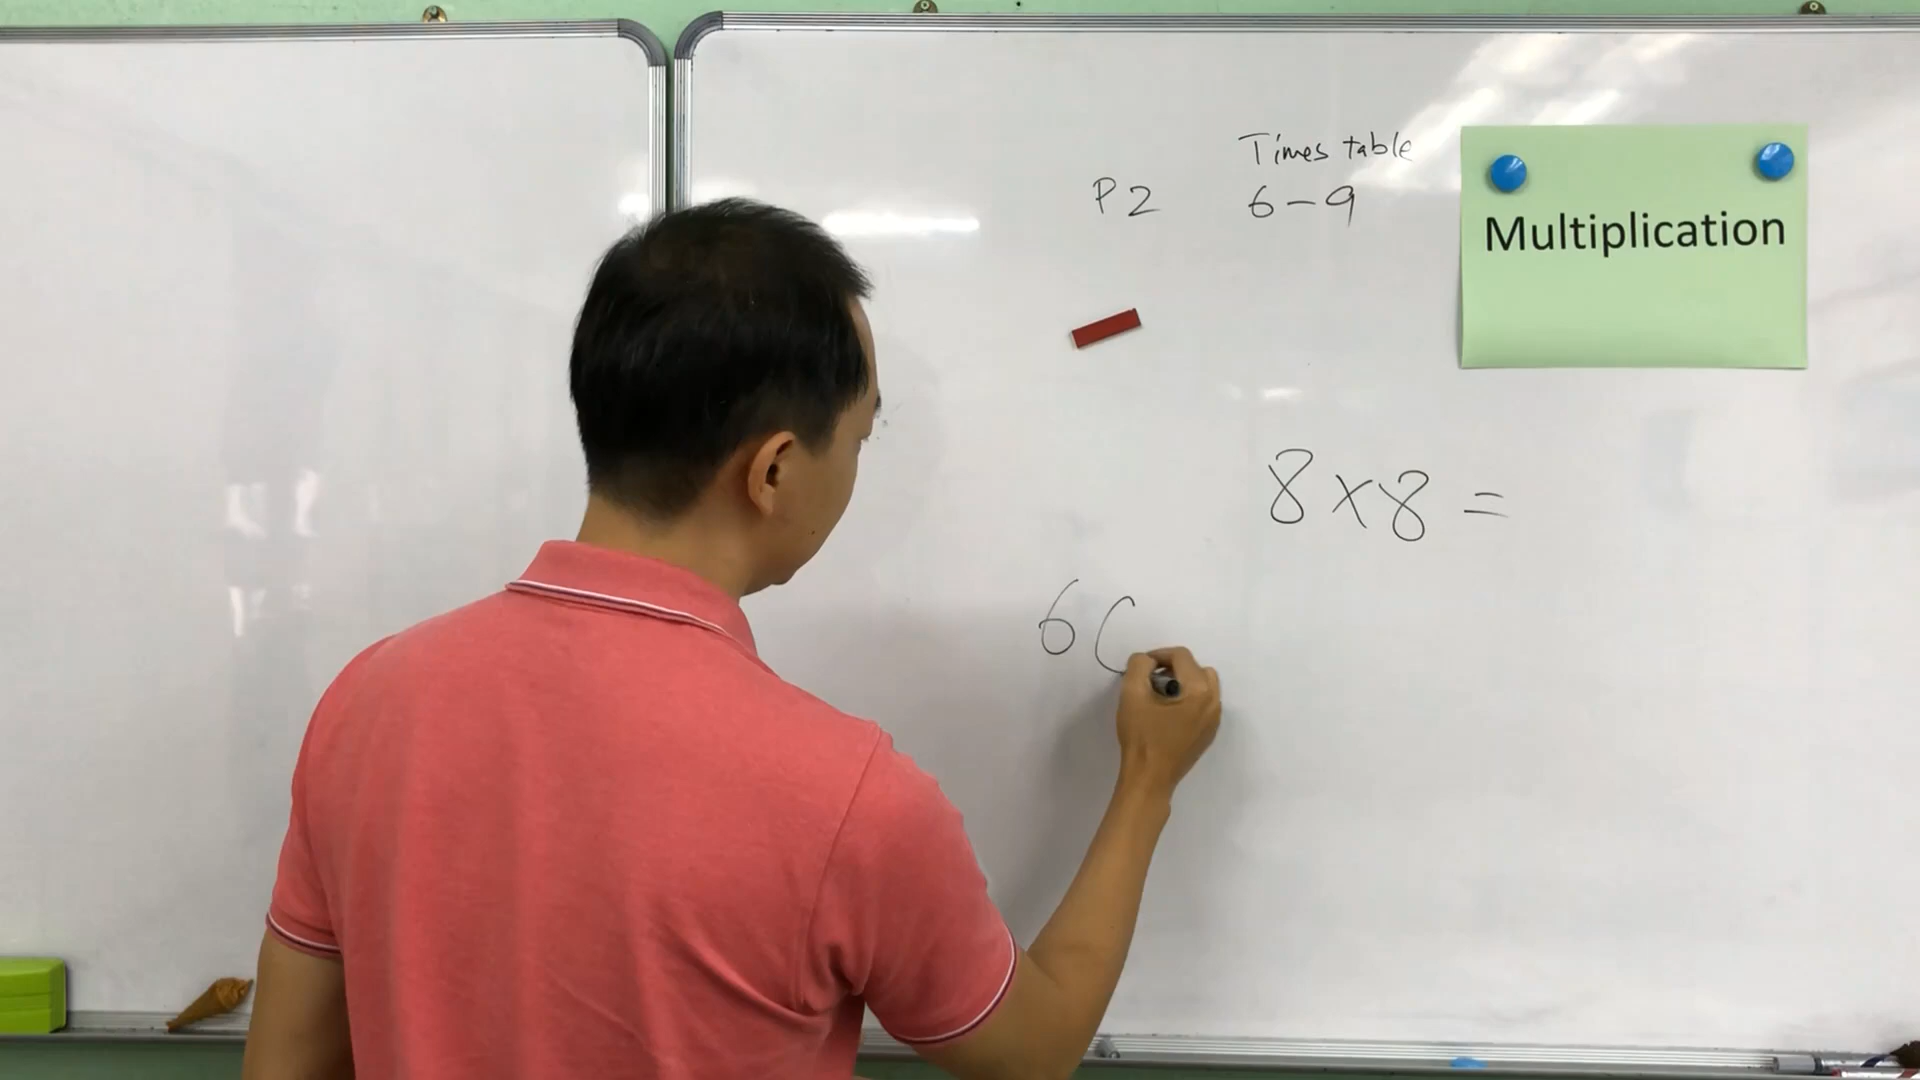 Times table
P2 6-9
Multiplication
8x8=
6